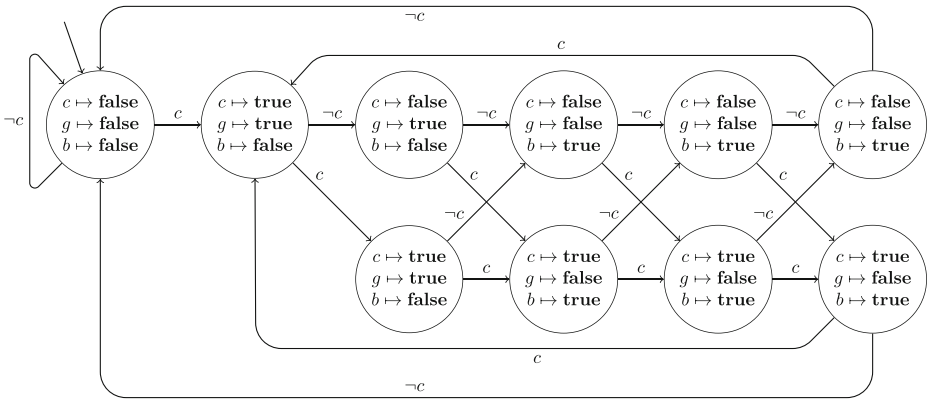 ¬c
c
c ↦ false
g ↦ false
b ↦ false
c ↦ true
g ↦ true
b ↦ false
c ↦ false
g ↦ true
b ↦ false
c ↦ false
g ↦ false
b ↦ true
c ↦ false
g ↦ false
b ↦ true
c ↦ false
g ↦ false
b ↦ true
¬c
c
¬c
¬c
¬c
¬c
c
c
c
c
¬c
¬c
¬c
c ↦ true
g ↦ true
b ↦ false
c ↦ true
g ↦ false
b ↦ true
c ↦ true
g ↦ false
b ↦ true
c ↦ true
g ↦ false
b ↦ true
c
c
c
c
¬c